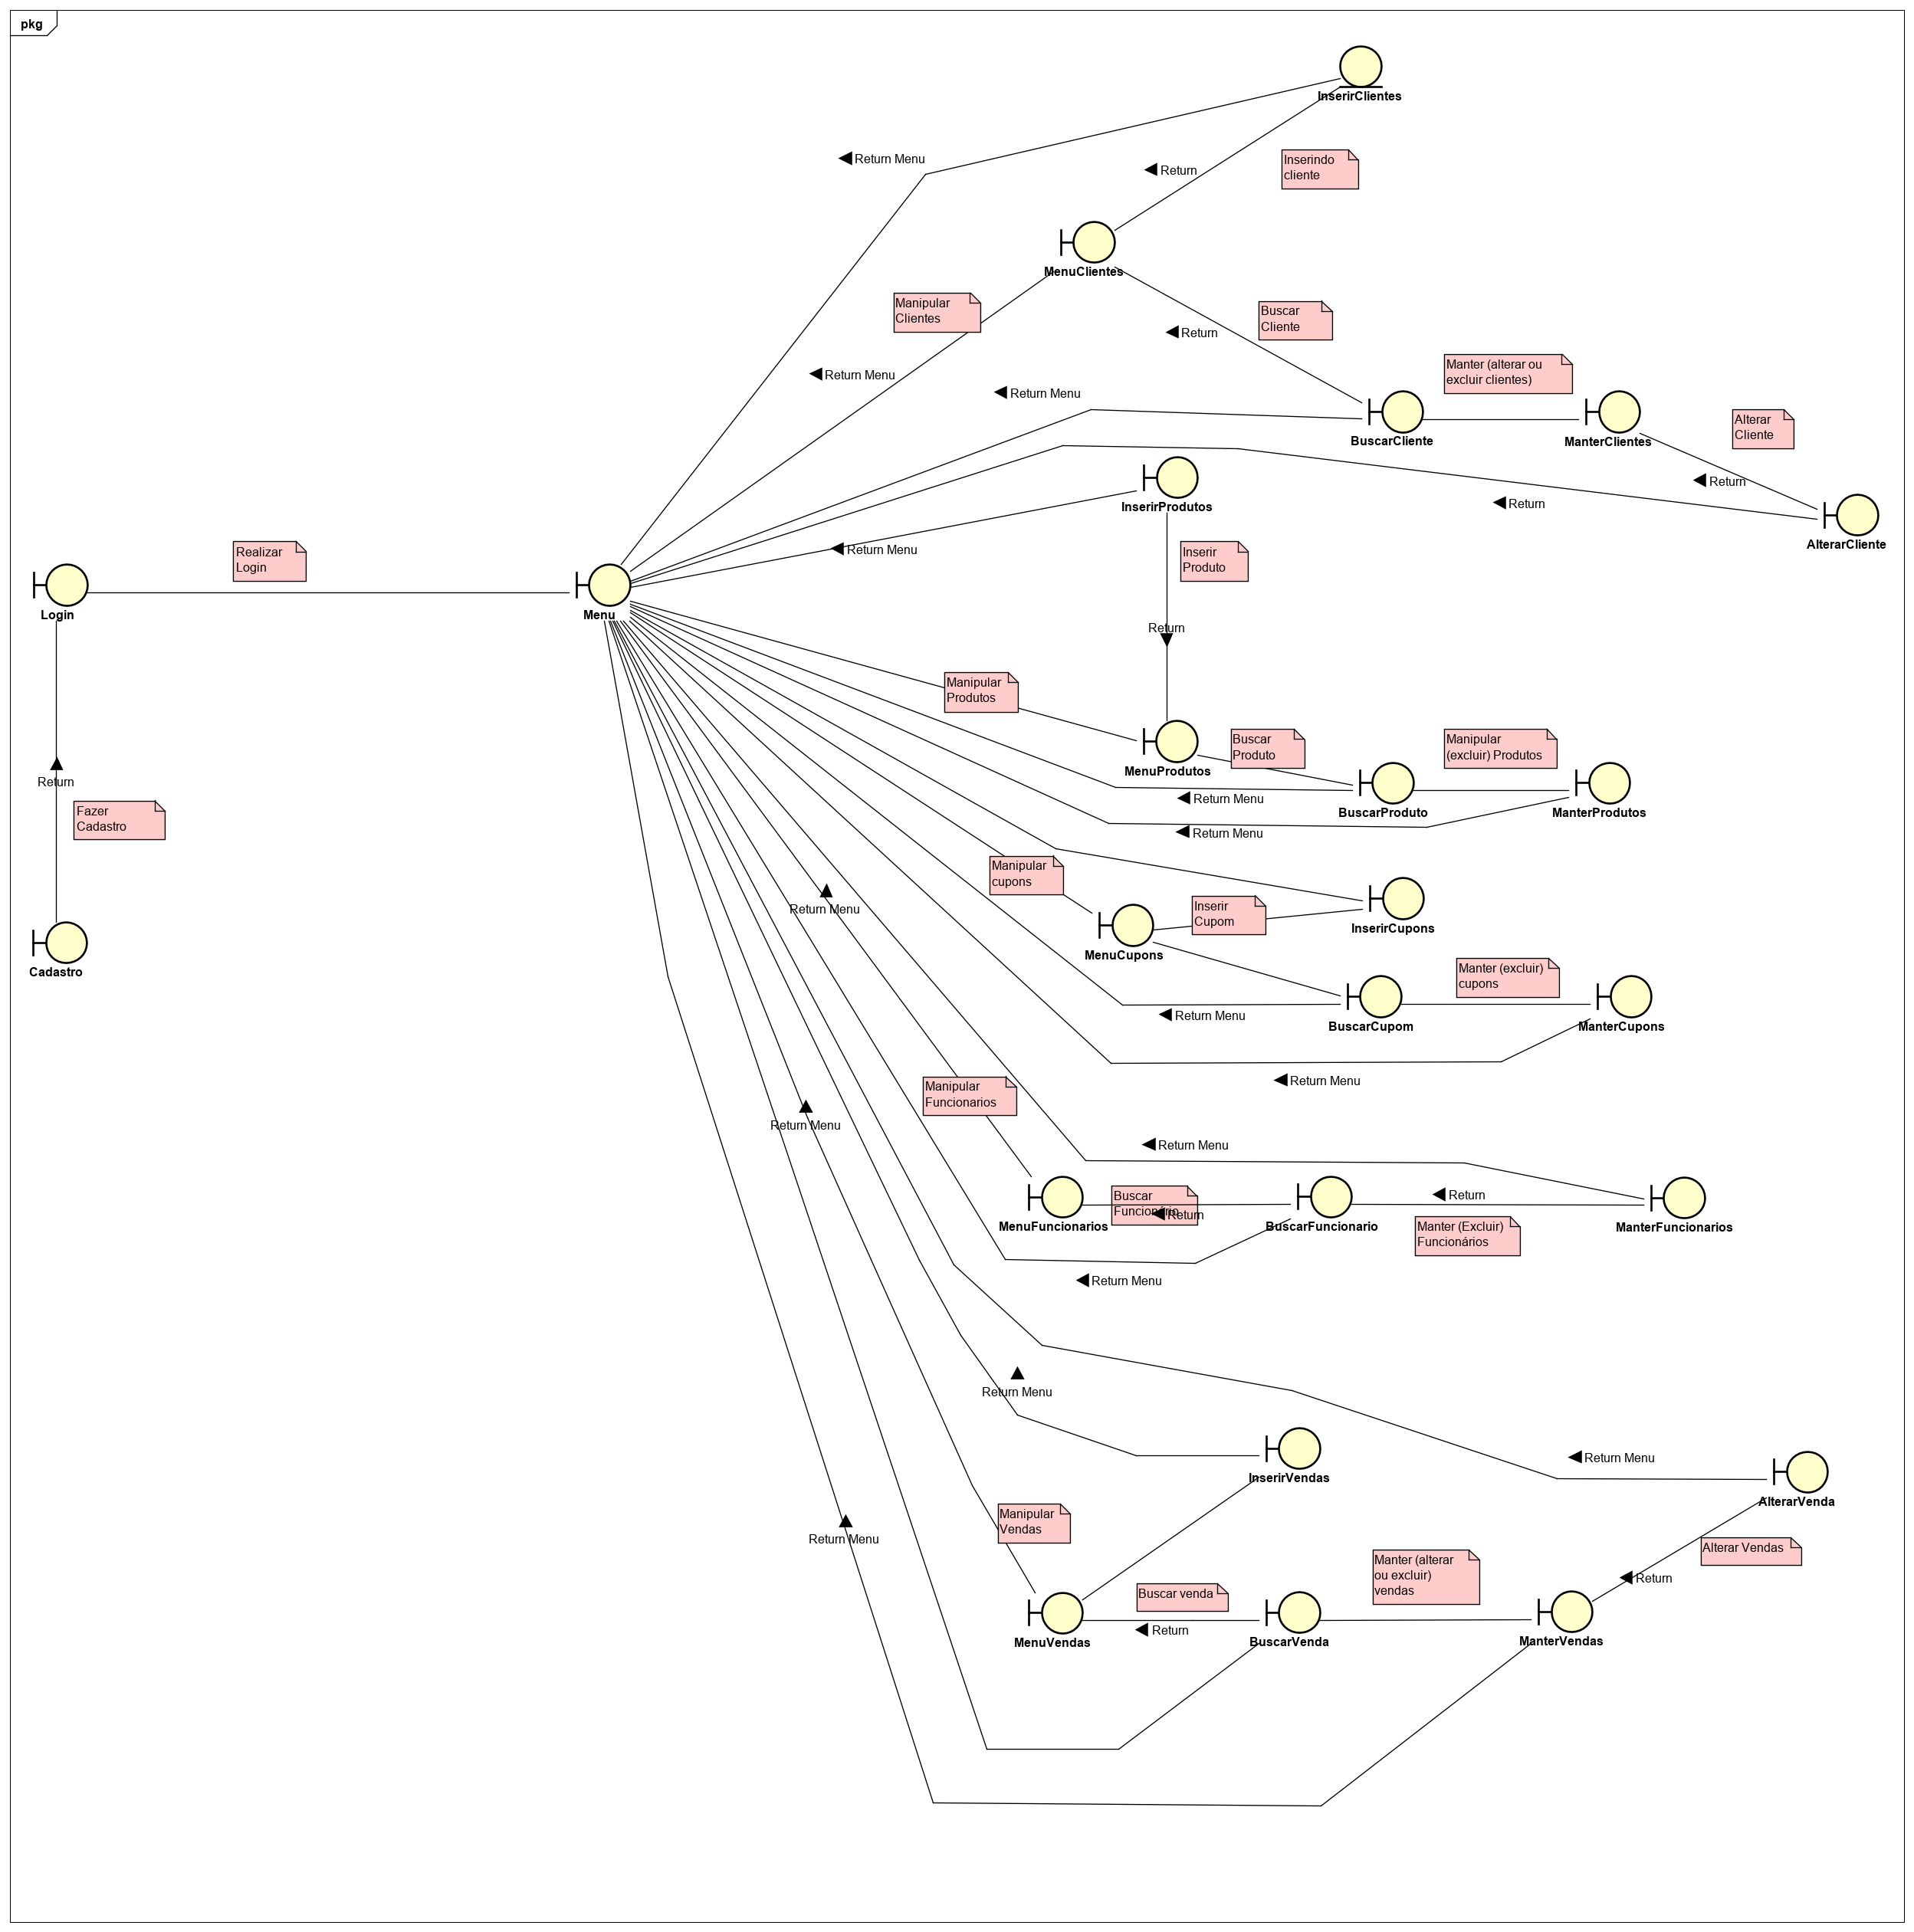 pkg
InserirClientes
Return Menu
Inserindo
cliente
Return
MenuClientes
Manipular
Clientes
Buscar
Cliente
Return
Manter (alterar ou
excluir clientes)
Return Menu
Return Menu
Alterar
Cliente
BuscarCliente
ManterClientes
Return
Return
InserirProdutos
AlterarCliente
Realizar
Login
Return Menu
Inserir
Produto
Login
Menu
Return
Manipular
Produtos
Buscar
Produto
Manipular
(excluir) Produtos
MenuProdutos
Return
Fazer
Cadastro
Return Menu
BuscarProduto
ManterProdutos
Return Menu
Manipular
cupons
Return Menu
Inserir
Cupom
InserirCupons
MenuCupons
Cadastro
Manter (excluir)
cupons
Return Menu
BuscarCupom
ManterCupons
Return Menu
Manipular
Funcionarios
Return Menu
Return Menu
Buscar
Funcionário
Return
Return
MenuFuncionarios
BuscarFuncionario
ManterFuncionarios
Manter (Excluir)
Funcionários
Return Menu
Return Menu
Return Menu
InserirVendas
AlterarVenda
Manipular
Vendas
Return Menu
Alterar Vendas
Manter (alterar
ou excluir)
vendas
Return
Buscar venda
Return
MenuVendas
BuscarVenda
ManterVendas